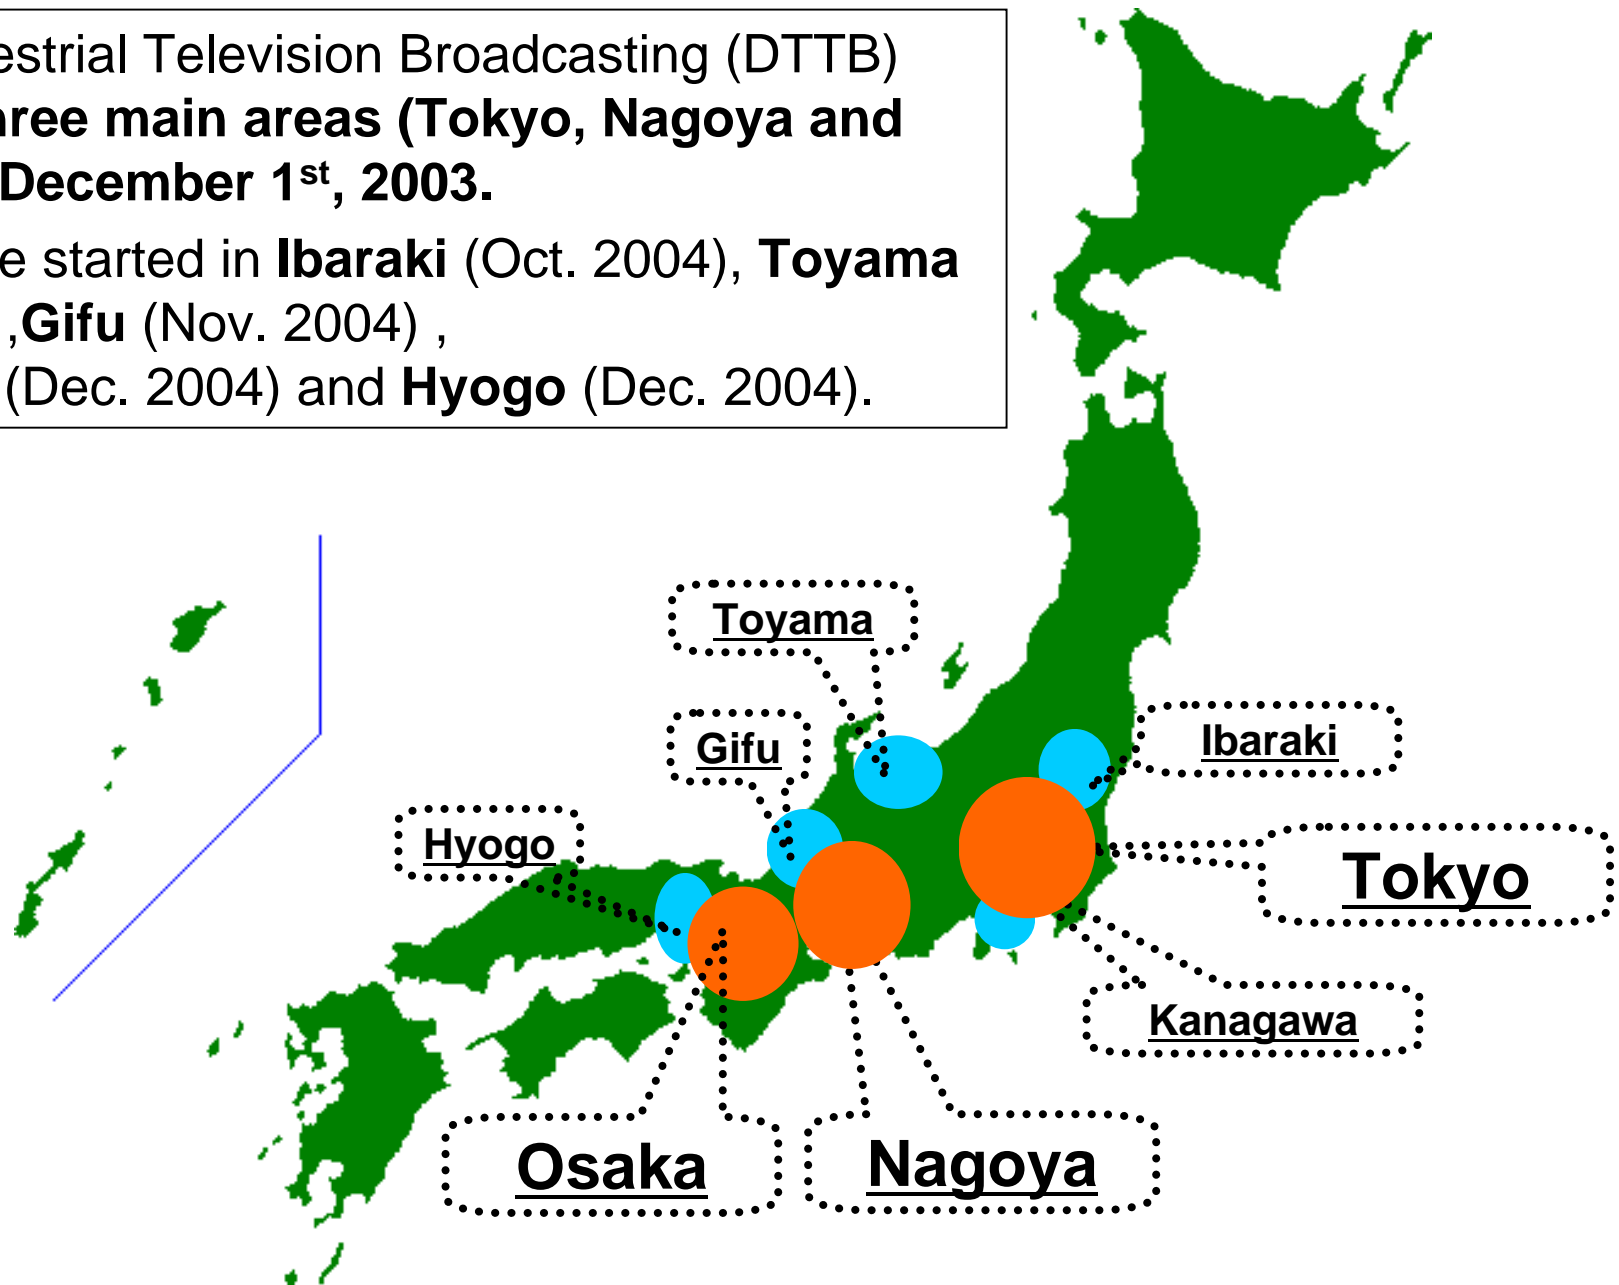 estrial Television Broadcasting (DTTB)
hree main areas (Tokyo, Nagoya and
December 1st, 2003.
e started in Ibaraki (Oct. 2004), Toyama
,Gifu (Nov. 2004) ,
(Dec. 2004) and Hyogo (Dec. 2004).
Toyama
Gifu
Ibaraki
Hyogo
Tokyo
Kanagawa
Osaka
Nagoya